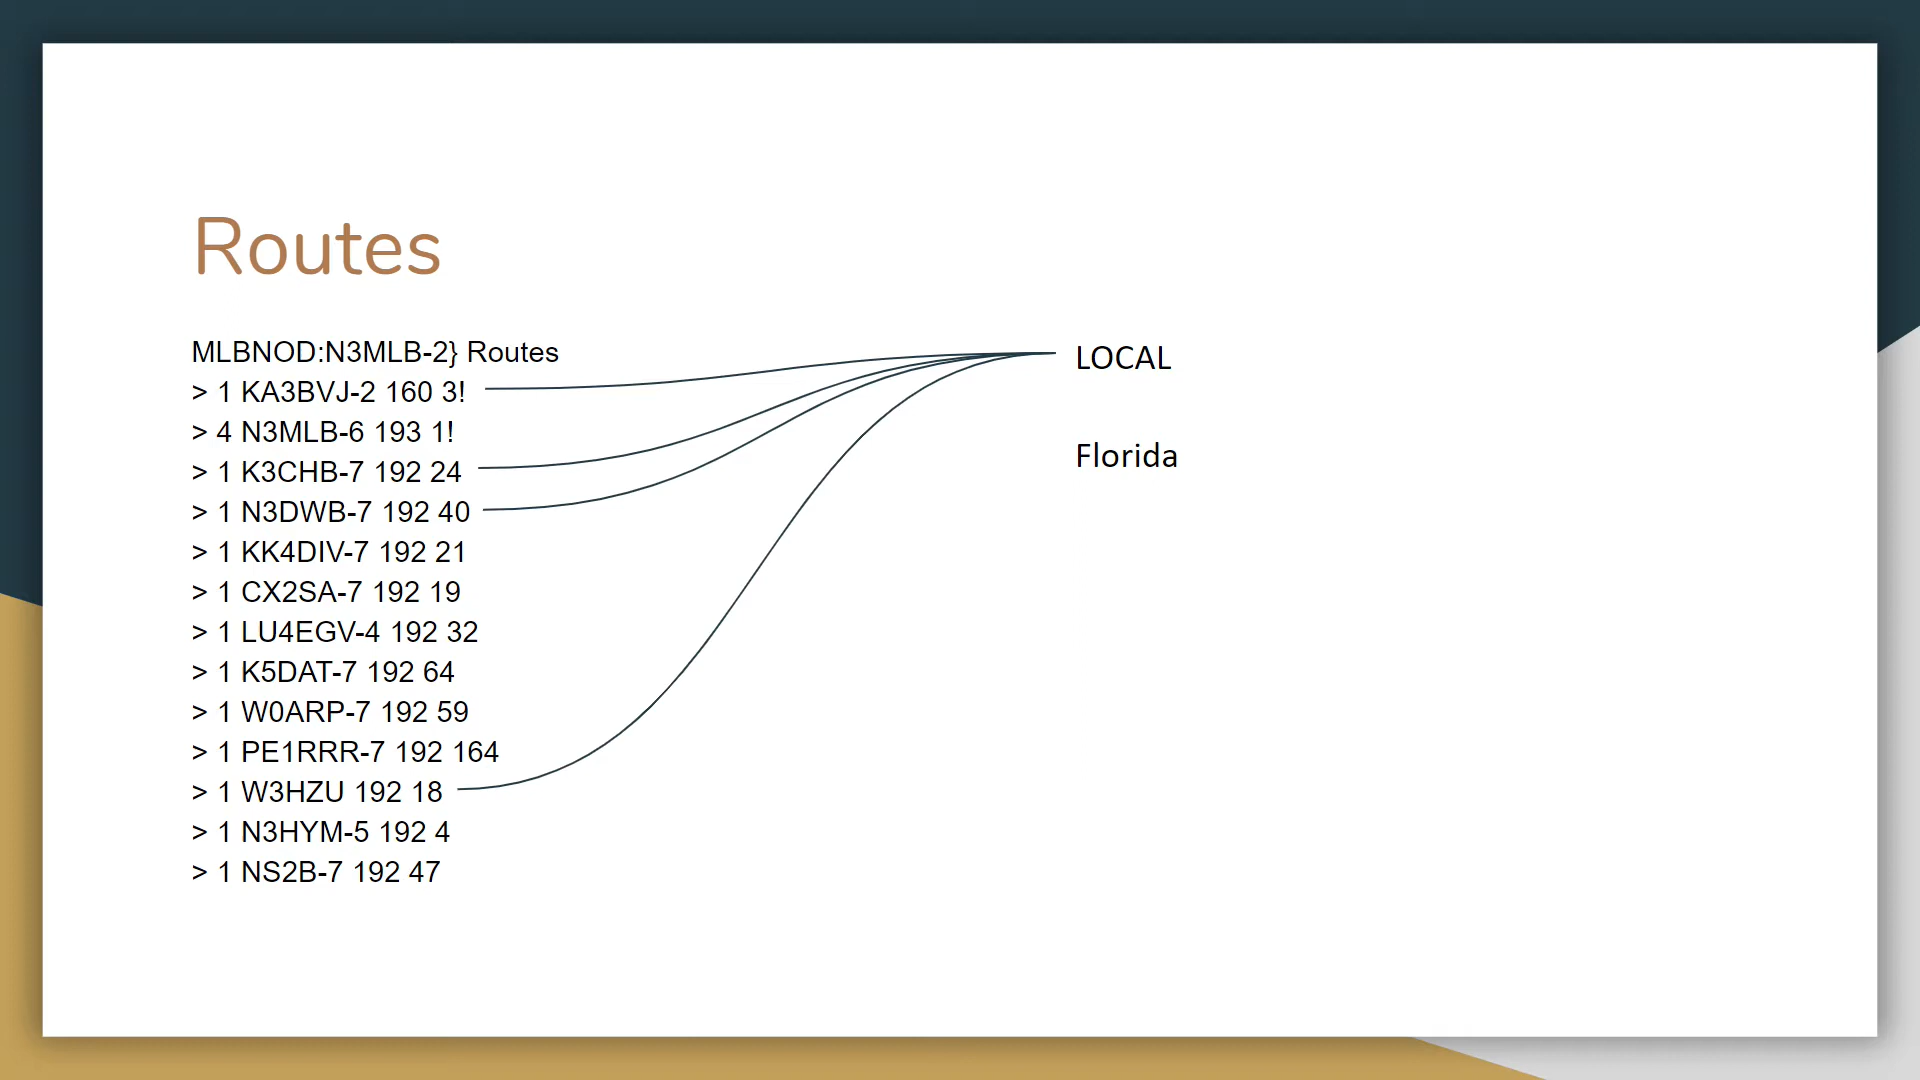 Routes
MLBNOD:N3MLB-2} Routes
> 1 KA3BVJ-2 160 3!
> 4 N3MLB-6 193 1!
> 1 K3CHB-7 192 24
> 1 N3DWB-7 192 40
> 1 KK4DIV-7 192 21
> 1 CX2SA-7 192 19
> 1 LU4EGV-4 192 32
> 1 K5DAT-7 192 64
> 1 W0ARP-7 192 59
> 1 PE1RRR-7 192 164
> 1 W3HZU 192 18
> 1 N3HYM-5 192 4
> 1 NS2B-7 192 47
LOCAL
Florida